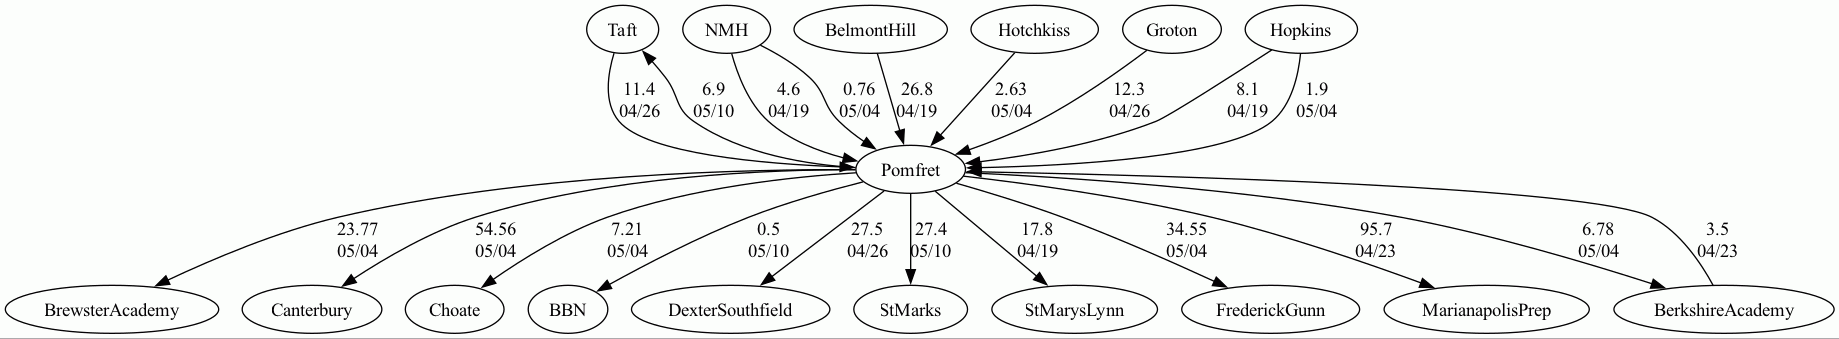 Taft
NMH
BelmontHill
Hotchkiss
Groton
Hopkins
11.4
04/26
6.9
05/10
4.6
04/19
0.76
05/04
26.8
04/19
2.63
05/04
12.3
04/26
8.1
04/19
1.9
05/04
Pomfret
23.77
05/04
54.56
05/04
7.21
05/04
0.5
05/10
27.5
04/26
27.4
05/10
17.8
04/19
34.55
05/04
95.7
04/23
6.78
05/04
3.5
04/23
BrewsterAcademy
Canterbury
Choate
BBN
DexterSouthfield
StMarks
StMarysLynn
FrederickGunn
MarianapolisPrep
BerkshireAcademy